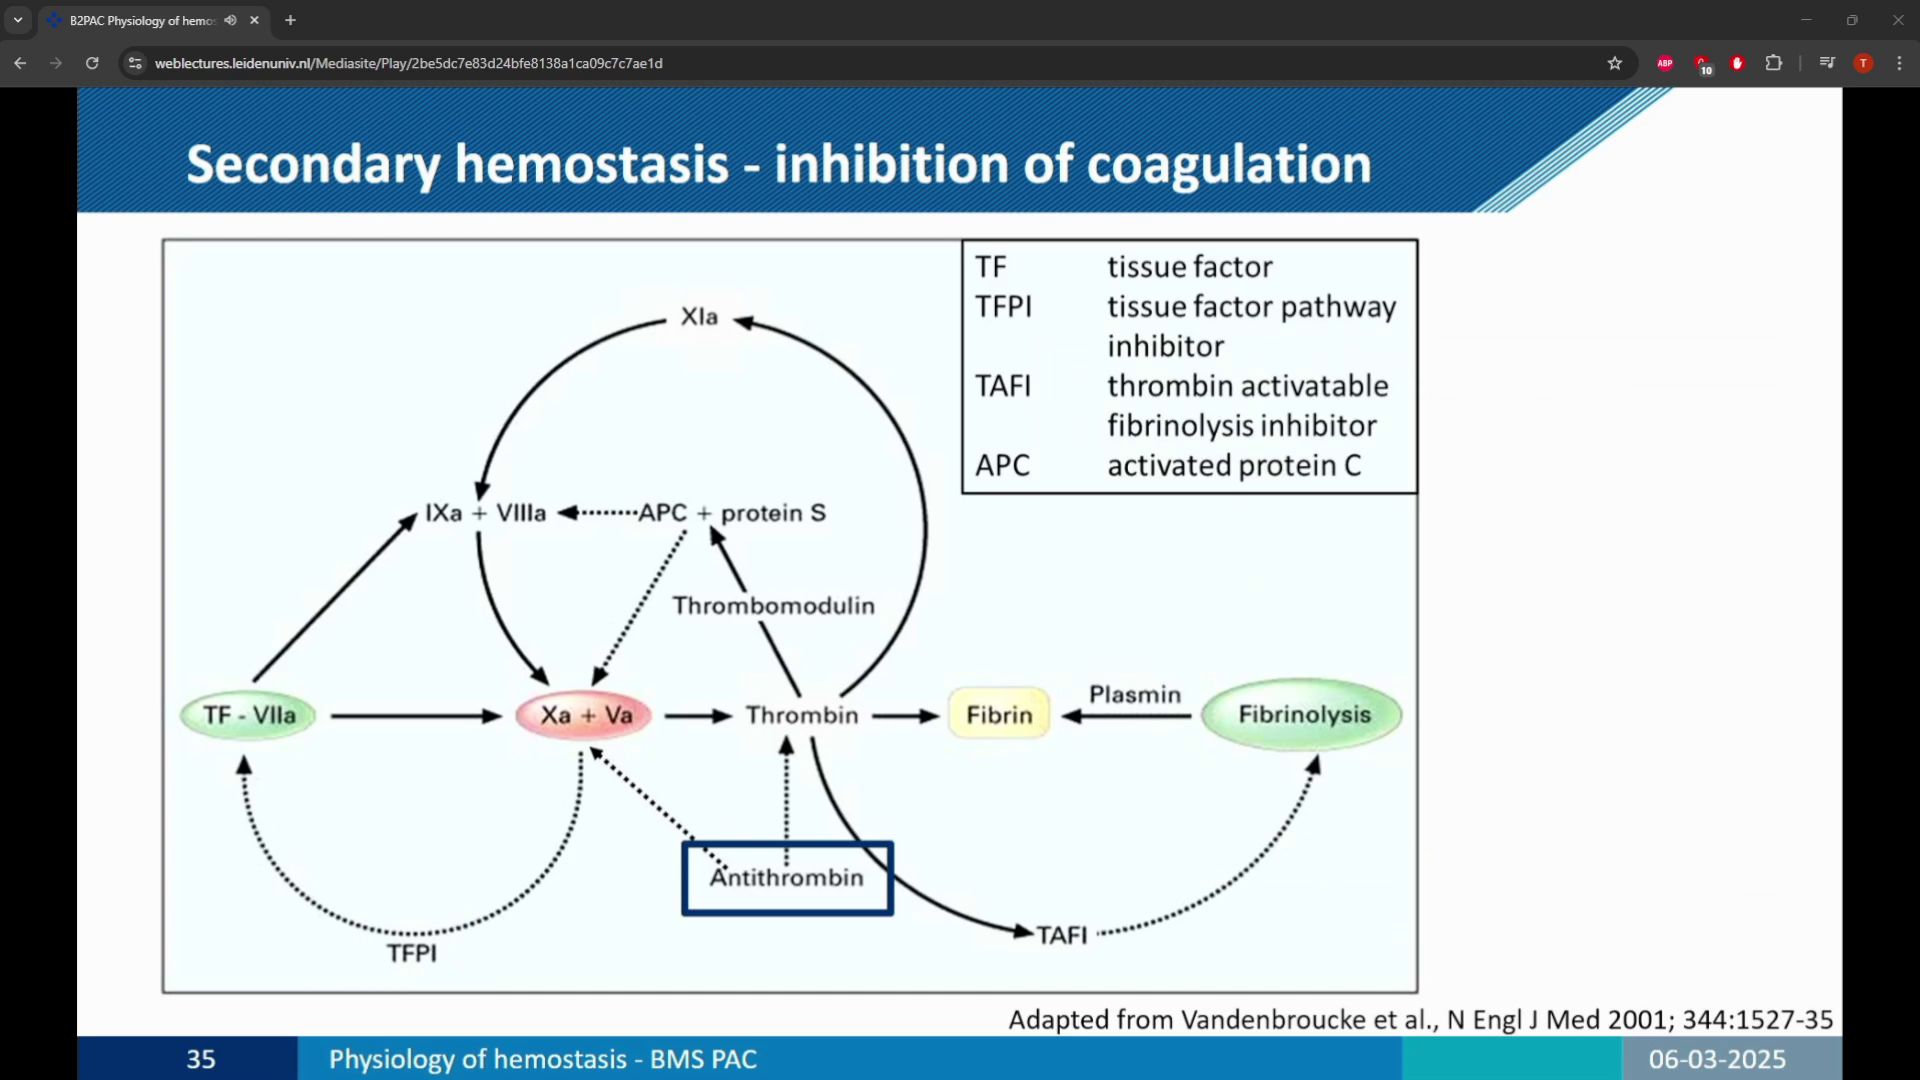 B2PAC Physiology of hemos
weblectures.leidenuniv.nl/Mediasite/Play/2be5dc7e83d24bfe8138a1ca09c7c7ae1d
ABP
10
T
Secondary hemostasis - inhibition of coagulation
TF tissue factor
TFPI tissue factor pathway
inhibitor
TAFI thrombin activatable
fibrinolysis inhibitor
APC activated protein C
XIa
IXa + VIIIa
APC + protein S
Thrombomodulin
TF - VIIa
Xa + Va
Thrombin
Fibrin
Plasmin
Fibrinolysis
Antithrombin
TAFI
TFPI
Adapted from Vandenbroucke et al., N Engl J Med 2001; 344:1527-35
35 Physiology of hemostasis - BMS PAC 06-03-2025